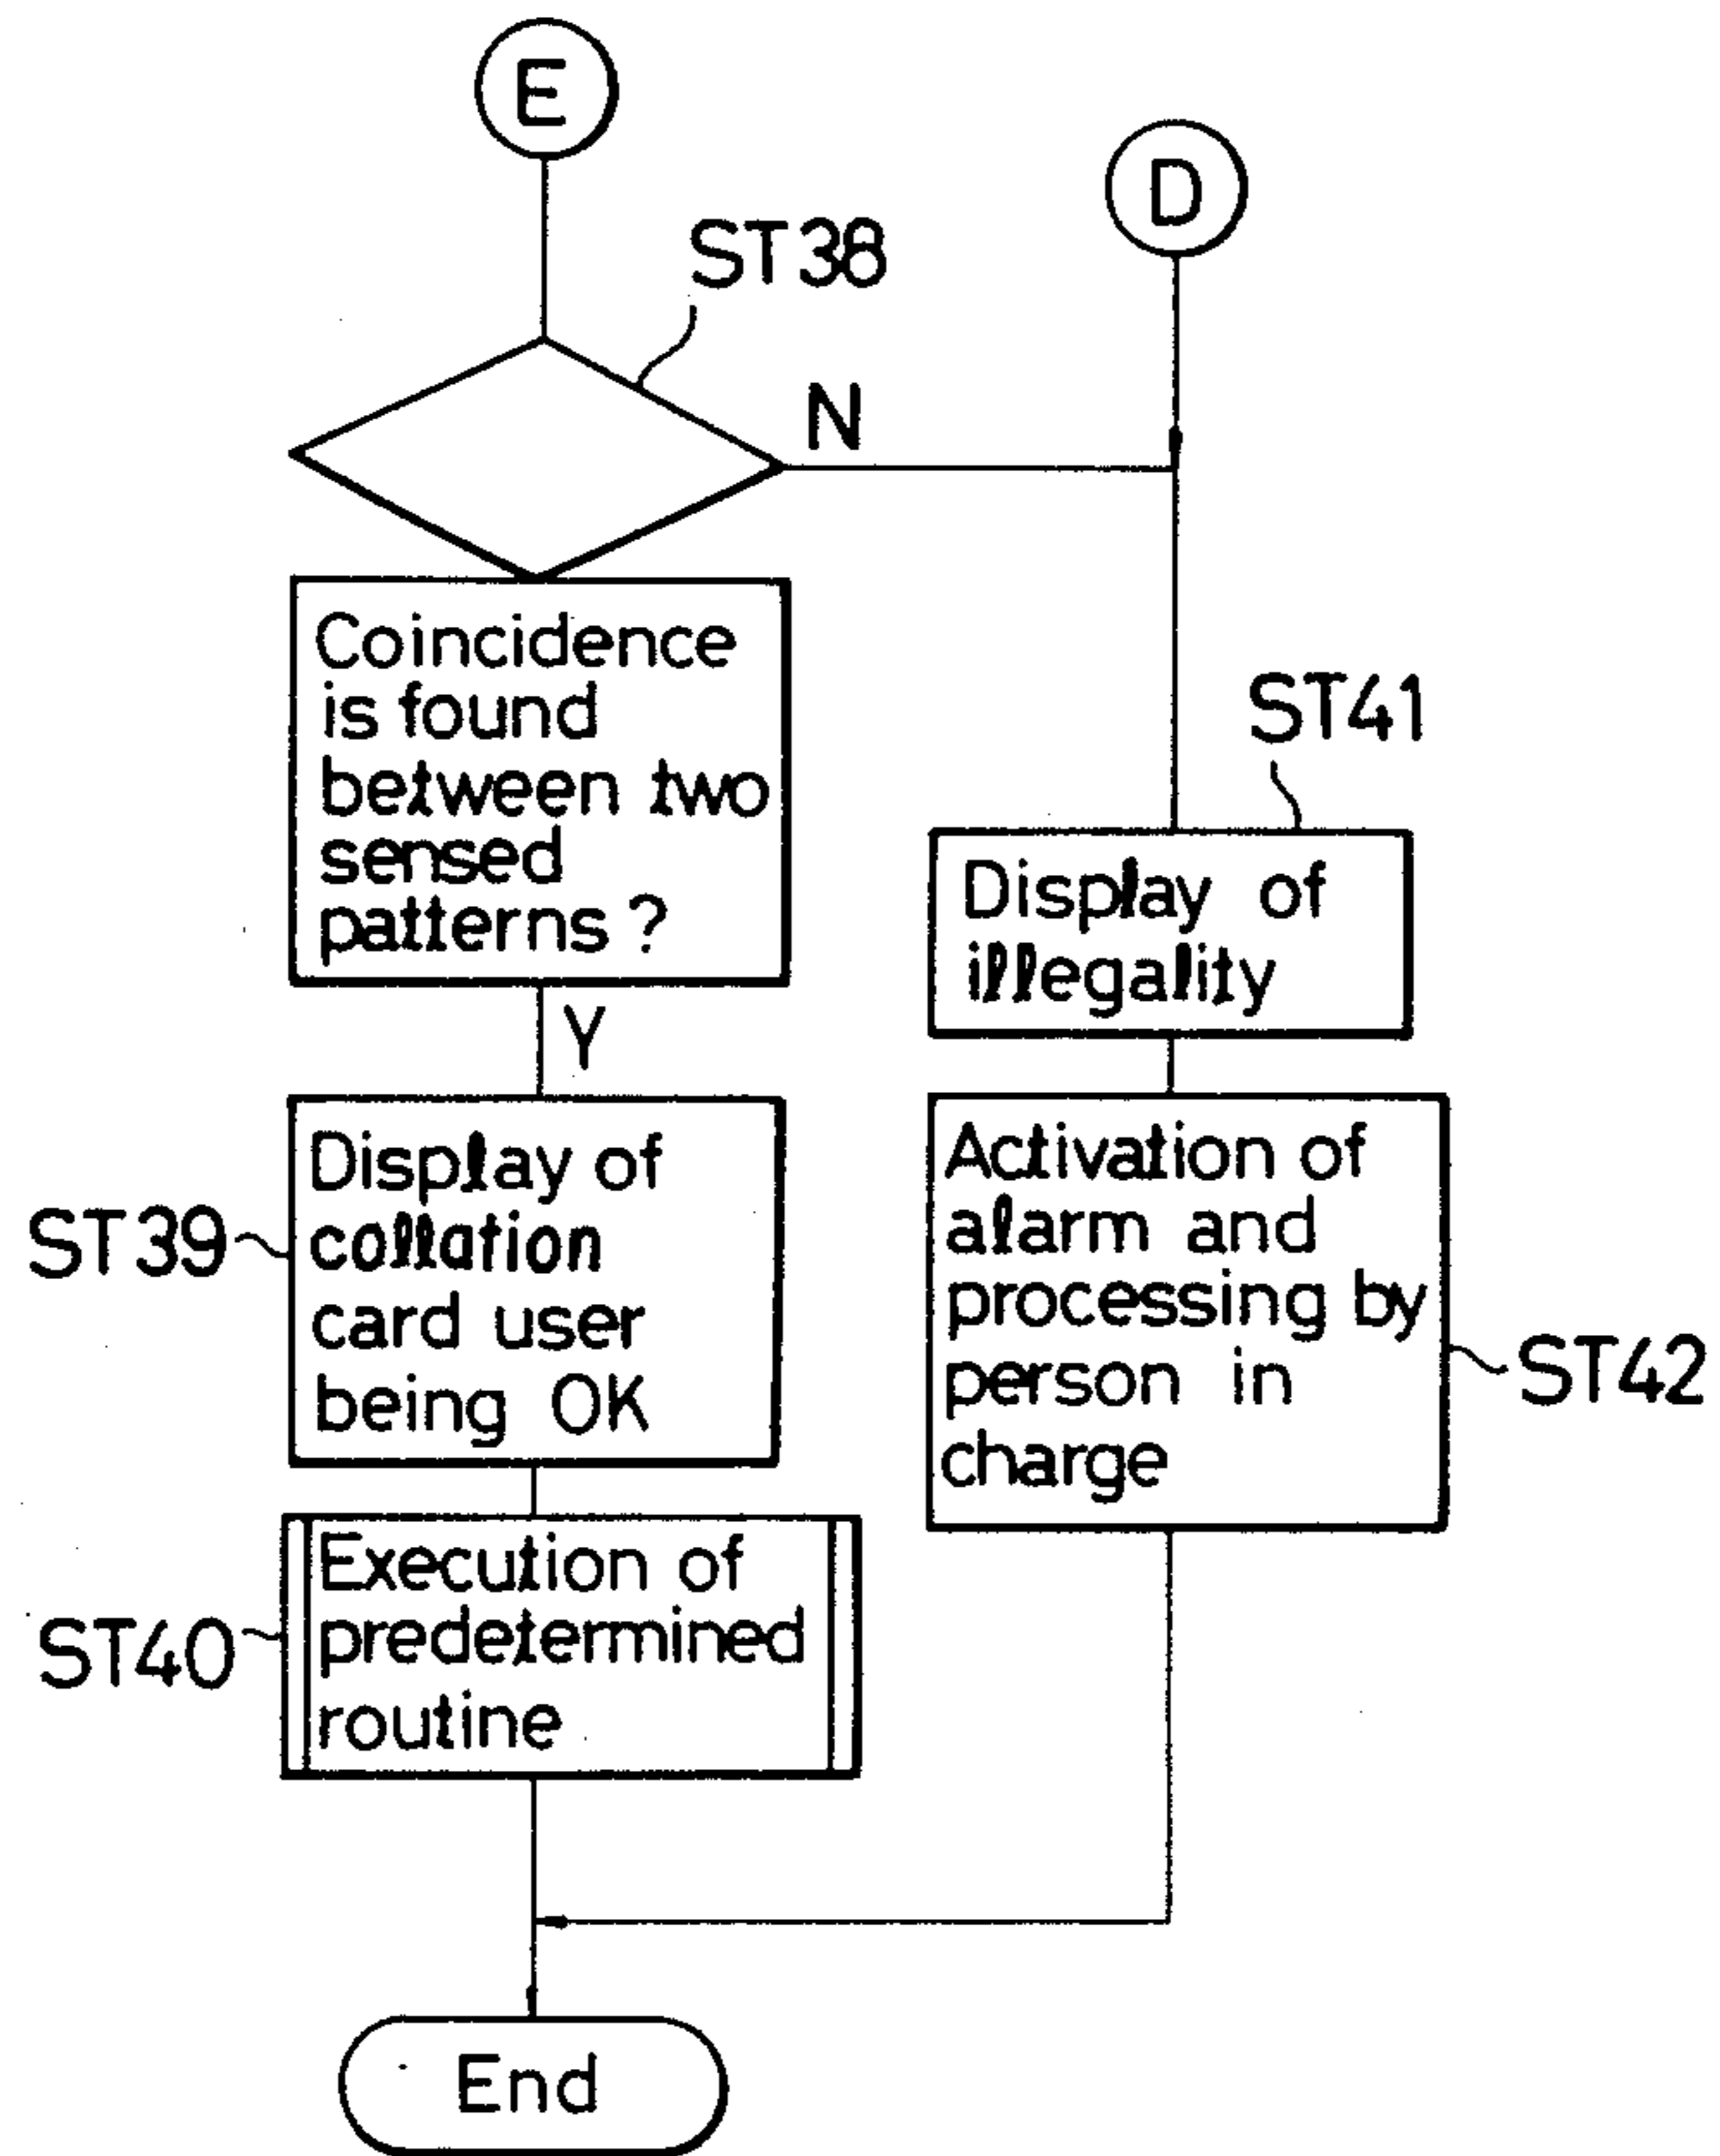 E
D
ST38
N
Coincidence
is found
between two
sensed
patterns ?
Y
ST41
Display of
illegality
ST39
Display of
collation
card user
being OK
Activation of
alarm and
processing by
person in
charge
ST42
ST40
Execution of
predetermined
routine
End